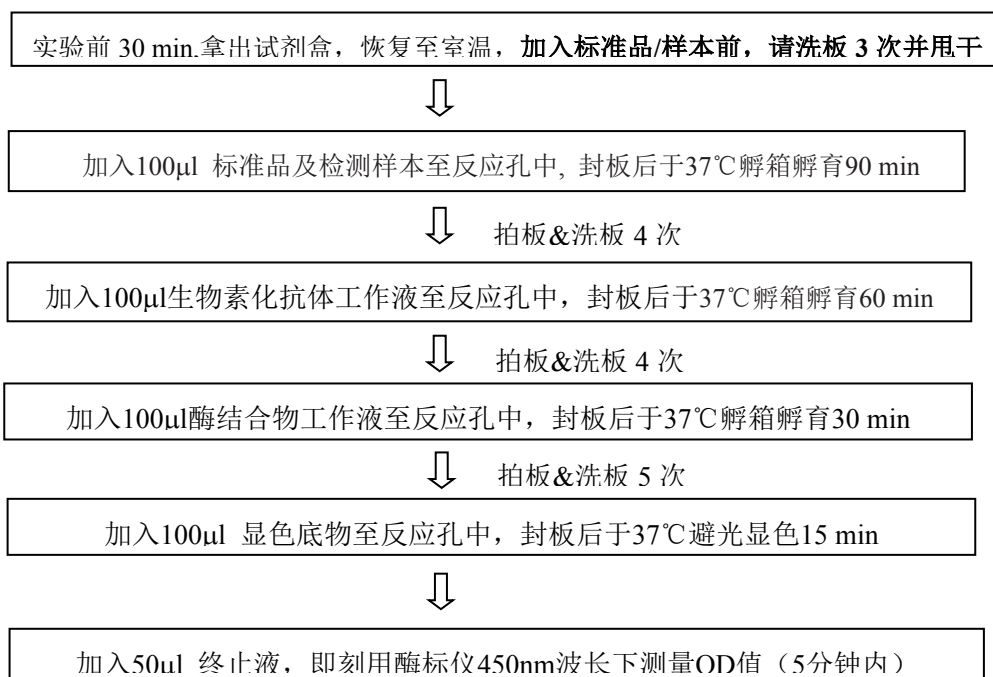 实验前 30 min.拿出试剂盒，恢复至室温，加入标准品/样本前，请洗板 3 次并甩干
加入100μl 标准品及检测样本至反应孔中, 封板后于37℃孵箱孵育90 min
拍板&洗板 4 次
加入100μl生物素化抗体工作液至反应孔中，封板后于37℃孵箱孵育60 min
拍板&洗板 4 次
加入100μl酶结合物工作液至反应孔中，封板后于37℃孵箱孵育30 min
拍板&洗板 5 次
加入100μl 显色底物至反应孔中，封板后于37℃避光显色15 min
加入50μl 终止液，即刻用酶标仪450nm波长下测量OD值（5分钟内）